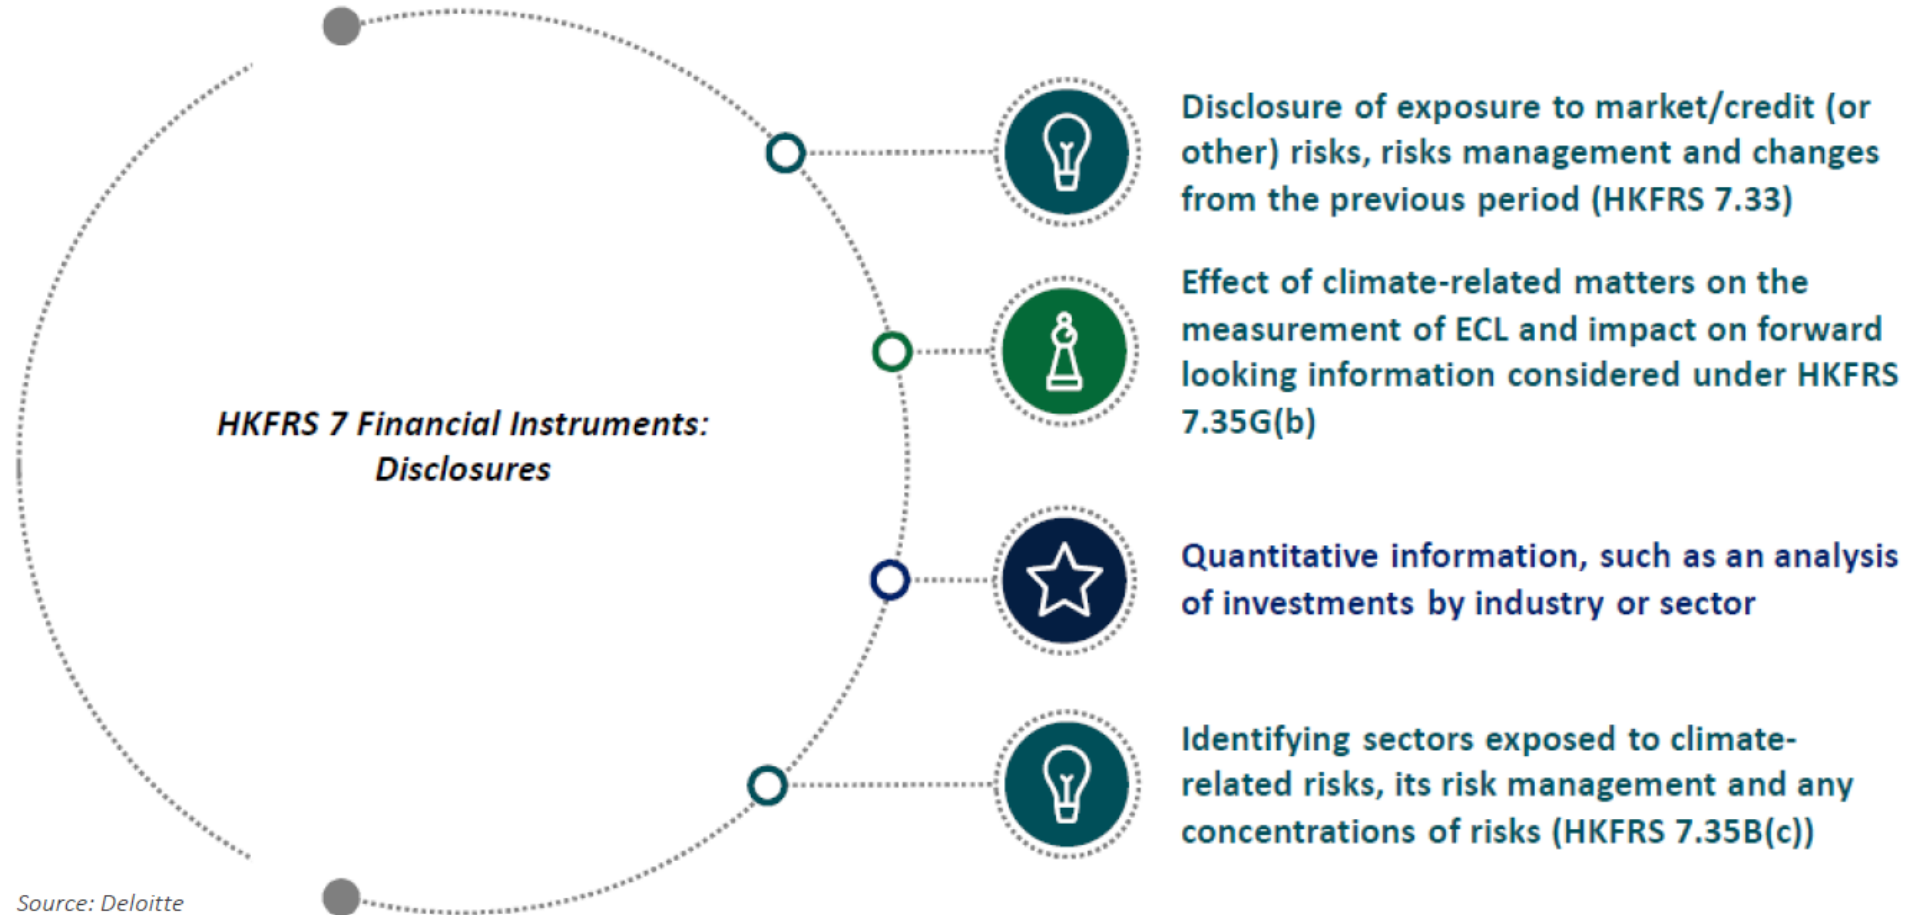 Disclosure of exposure to market/credit (or
other) risks, risks management and changes
from the previous period (HKFRS 7.33)
Effect of climate-related matters on the
measurement of ECL and impact on forward
looking information considered under HKFRS
7.35G(b)
HKFRS 7 Financial Instruments:
Disclosures
Quantitative information, such as an analysis
of investments by industry or sector
Identifying sectors exposed to climate-
related risks, its risk management and any
concentrations of risks (HKFRS 7.35B(c))
Source: Deloitte